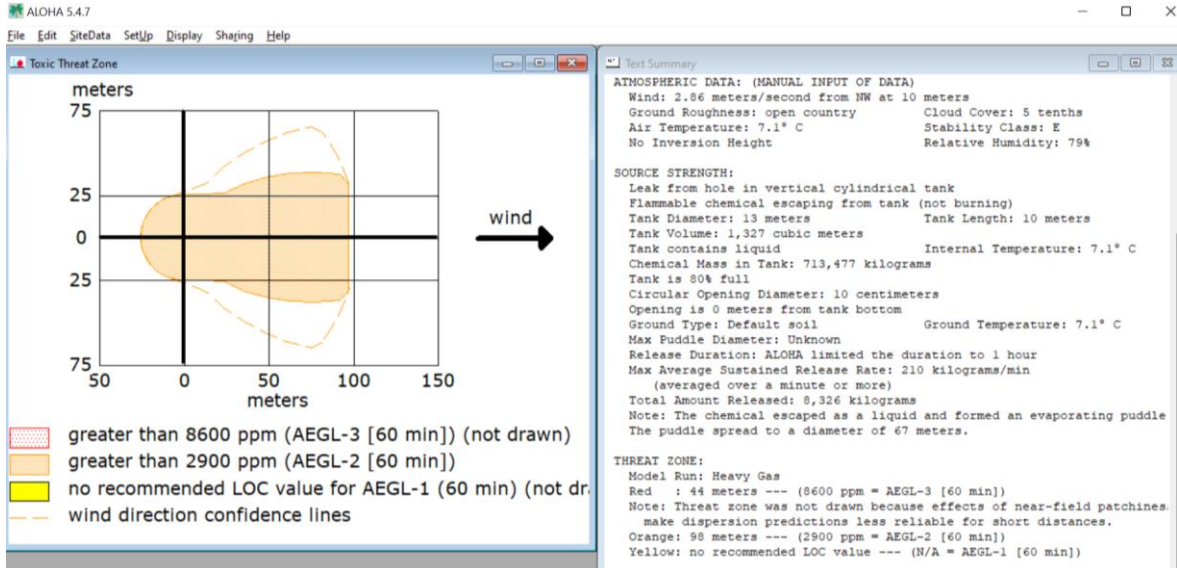 ALOHA 5.4.7
File Edit SiteData SetUp Display Sharing Help
Toxic Threat Zone
meters
75
25
0
25
75
50 0 50 100 150
meters
wind
greater than 8600 ppm (AEGL-3 [60 min]) (not drawn)
greater than 2900 ppm (AEGL-2 [60 min])
no recommended LOC value for AEGL-1 (60 min) (not dr
wind direction confidence lines
Text Summary
ATMOSPHERIC DATA: (MANUAL INPUT OF DATA)
Wind: 2.86 meters/second from NW at 10 meters
Ground Roughness: open country Cloud Cover: 5 tenths
Air Temperature: 7.1° C Stability Class: E
No Inversion Height Relative Humidity: 79%
SOURCE STRENGTH:
Leak from hole in vertical cylindrical tank
Flammable chemical escaping from tank (not burning)
Tank Diameter: 13 meters Tank Length: 10 meters
Tank Volume: 1,327 cubic meters
Tank contains liquid Internal Temperature: 7.1° C
Chemical Mass in Tank: 713,477 kilograms
Tank is 80% full
Circular Opening Diameter: 10 centimeters
Opening is 0 meters from tank bottom
Ground Type: Default soil Ground Temperature: 7.1° C
Max Puddle Diameter: Unknown
Release Duration: ALOHA limited the duration to 1 hour
Max Average Sustained Release Rate: 210 kilograms/min
(averaged over a minute or more)
Total Amount Released: 8,326 kilograms
Note: The chemical escaped as a liquid and formed an evaporating puddle
The puddle spread to a diameter of 67 meters.
THREAT ZONE:
Model Run: Heavy Gas
Red : 44 meters --- (8600 ppm = AEGL-3 [60 min])
Note: Threat zone was not drawn because effects of near-field patchines
make dispersion predictions less reliable for short distances.
Orange: 98 meters --- (2900 ppm = AEGL-2 [60 min])
Yellow: no recommended LOC value --- (N/A = AEGL-1 [60 min])